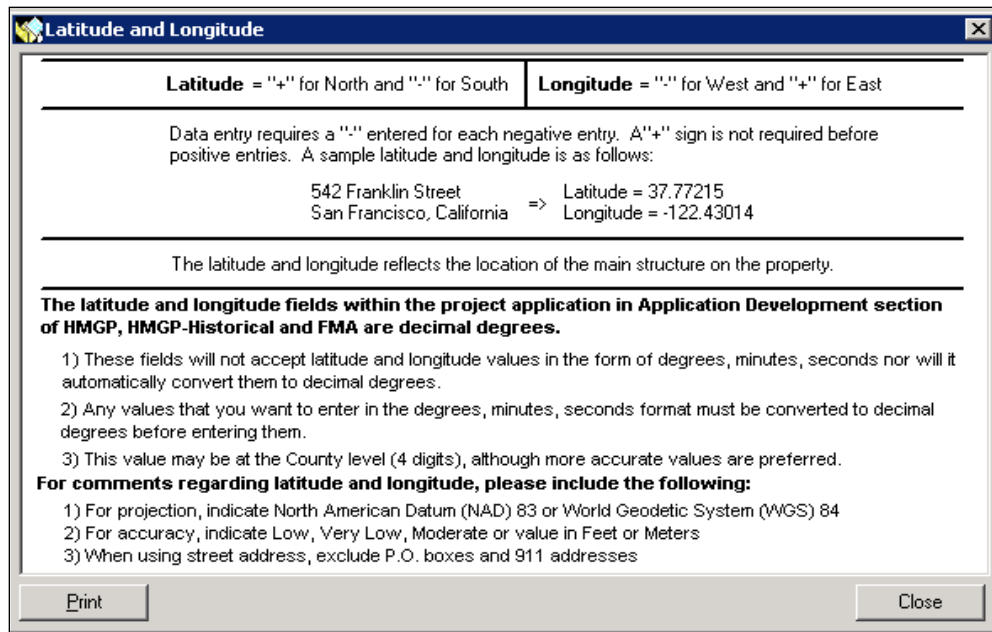 Latitude and Longitude
Latitude = "+" for North and "-" for South
Longitude = "-" for West and "+" for East
Data entry requires a "-" entered for each negative entry. A"+" sign is not required before
positive entries. A sample latitude and longitude is as follows:
542 Franklin Street
San Francisco, California
=>
Latitude = 37.77215
Longitude = -122.43014
The latitude and longitude reflects the location of the main structure on the property.
The latitude and longitude fields within the project application in Application Development section
of HMGP, HMGP-Historical and FMA are decimal degrees.
1) These fields will not accept latitude and longitude values in the form of degrees, minutes, seconds nor will it
automatically convert them to decimal degrees.
2) Any values that you want to enter in the degrees, minutes, seconds format must be converted to decimal
degrees before entering them.
3) This value may be at the County level (4 digits), although more accurate values are preferred.
For comments regarding latitude and longitude, please include the following:
1) For projection, indicate North American Datum (NAD) 83 or World Geodetic System (WGS) 84
2) For accuracy, indicate Low, Very Low, Moderate or value in Feet or Meters
3) When using street address, exclude P.O. boxes and 911 addresses
Print
Close